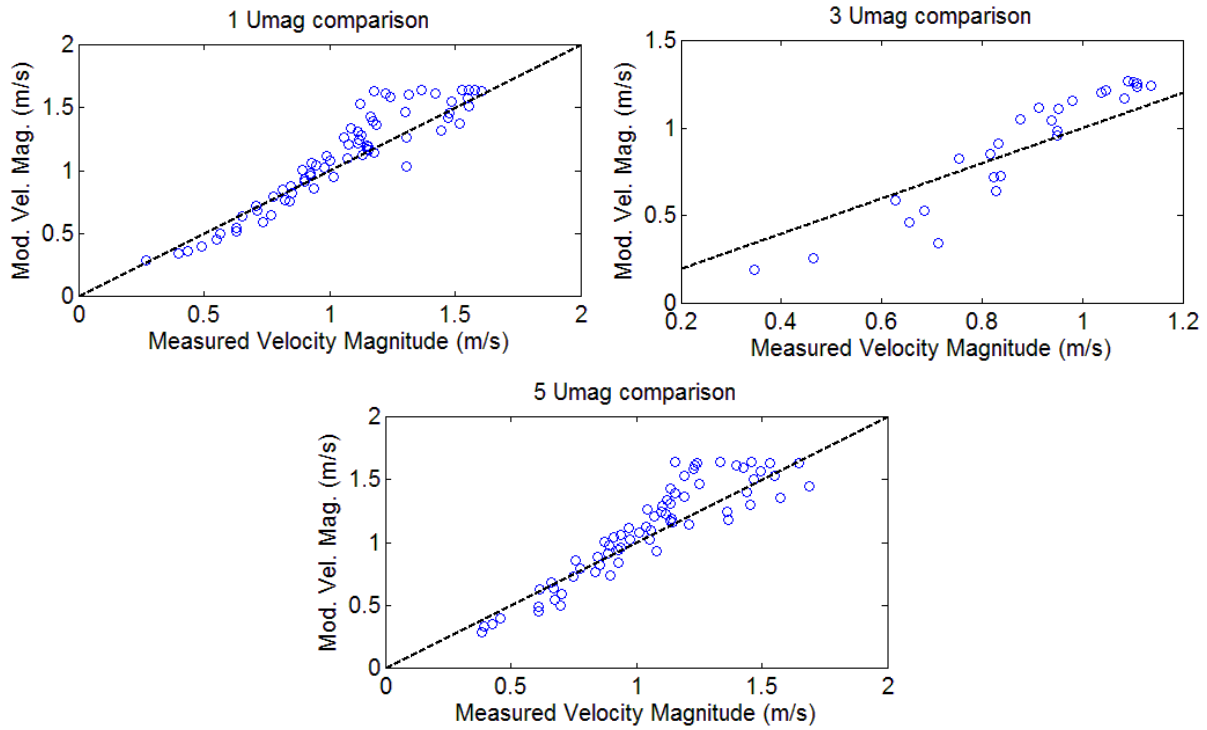 1 Umag comparison
Mod. Vel. Mag. (m/s)
2
1.5
1
0.5
0
0 0.5 1 1.5 2
Measured Velocity Magnitude (m/s)
3 Umag comparison
Mod. Vel. Mag. (m/s)
1.5
1
0.5
0
0.2 0.4 0.6 0.8 1 1.2
Measured Velocity Magnitude (m/s)
5 Umag comparison
Mod. Vel. Mag. (m/s)
2
1.5
1
0.5
0
0 0.5 1 1.5 2
Measured Velocity Magnitude (m/s)